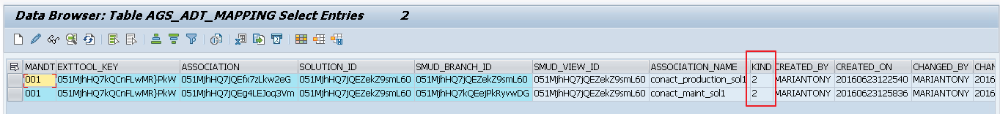 Data Browser: Table AGS_ADT_MAPPING Select Entries 2
MANDT EXTTOOL_KEY ASSOCIATION SOLUTION_ID SMUD_BRANCH_ID SMUD_VIEW_ID ASSOCIATION_NAME KIND CREATED_BY CREATED_ON CHANGED_BY CHAN
001 051MjhHQ7kQCnFLwMR}PkW 051MjhHQ7jQEfx7zLkw2eG 051MjhHQ7jQEZekZ9smL60 051MjhHQ7jQEZekZ9smL60 051MjhHQ7jQEZekZ9smL60 conact_production_sol1 2 MARIANTONY 20160623122540 MARIANTONY 2016
001 051MjhHQ7kQCnFLwMR}PkW 051MjhHQ7jQEg4LEJoq3Vm 051MjhHQ7jQEZekZ9smL60 051MjhHQ7kQEejPkRyvwDG 051MjhHQ7jQEZekZ9smL60 conact_maint_sol1 2 MARIANTONY 20160623125836 MARIANTONY 2016